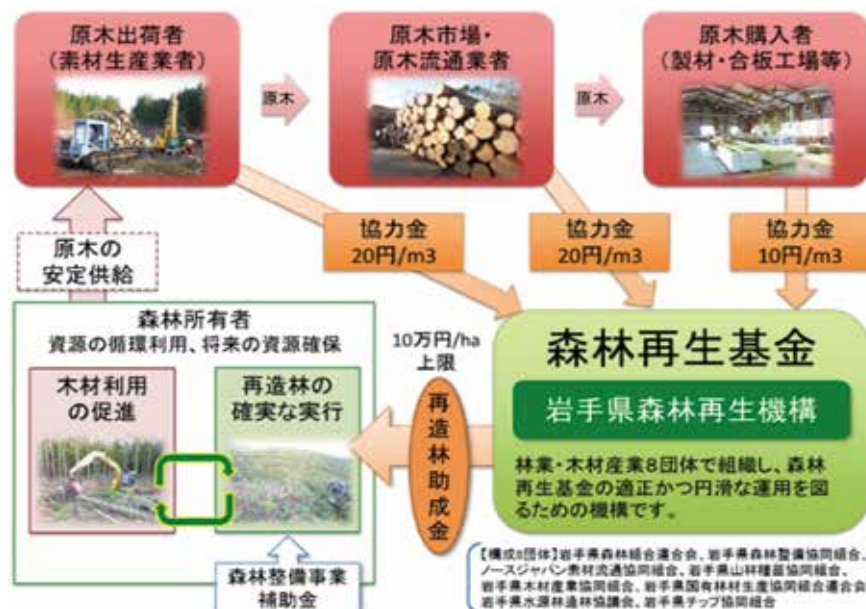 原木出荷者
(素材生産業者)
原木
原木市場・
原木流通業者
原木
原木購入者
(製材・合板工場等)
協力金
20円/m3
協力金
20円/m3
協力金
10円/m3
原木の
安定供給
森林所有者
資源の循環利用、将来の資源確保
木材利用
の促進
再造林の
確実な実行
森林整備事業
補助金
10万円/ha
上限
再造林助成金
森林再生基金
岩手県森林再生機構
林業・木材産業8団体で組織し、森林
再生基金の適正かつ円滑な運用を図
るための機構です。
【構成8団体】岩手県森林組合連合会、岩手県森林整備協同組合、
ノースジャパン素材流通協同組合、岩手県山林種苗協同組合、
岩手県木材産業協同組合、岩手県国有林材生産協同組合連合会
岩手県水源林造林協議会、岩手県チップ協同組合